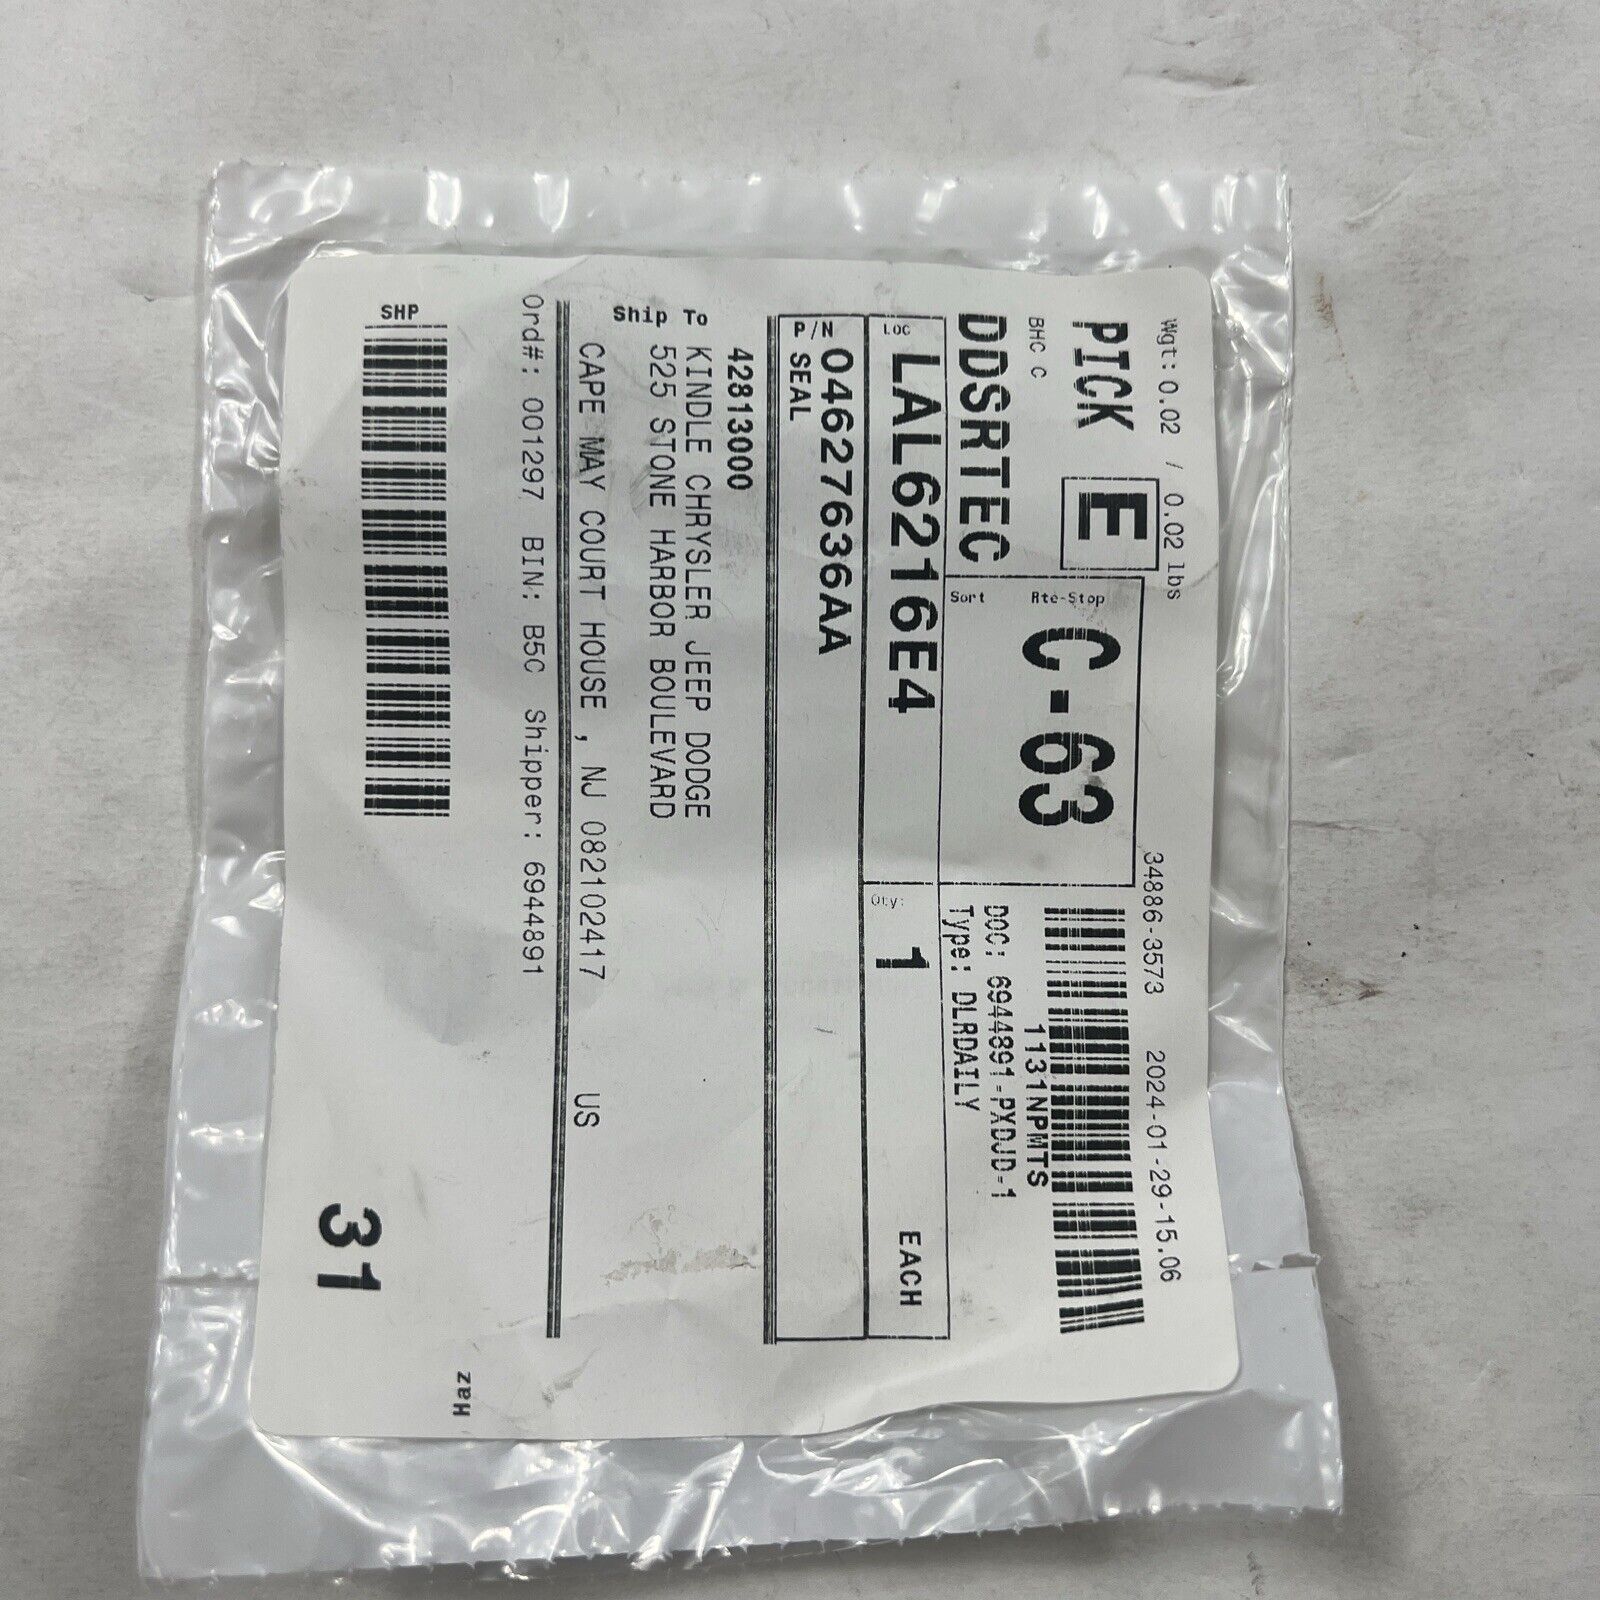 Wgt: 0.02 / 0.02 lbs
34886-3573 2024-01-29-15.06
PICK E
Rte-Stop
C-63
Sort
BHC C
DDSRTEC
1131NPMTS
DOC: 6944891-PXDJD-1
Type: DLRDAILY
LOC
LAL6216E4
Qty:
1
EACH
P/N
04627636AA
SEAL
42813000
Ship To
KINDLE CHRYSLER JEEP DODGE
525 STONE HARBOR BOULEVARD
CAPE MAY COURT HOUSE , NJ 082102417 US
Ord#: 001297 BIN: B5C Shipper: 6944891
SHP
Haz
31